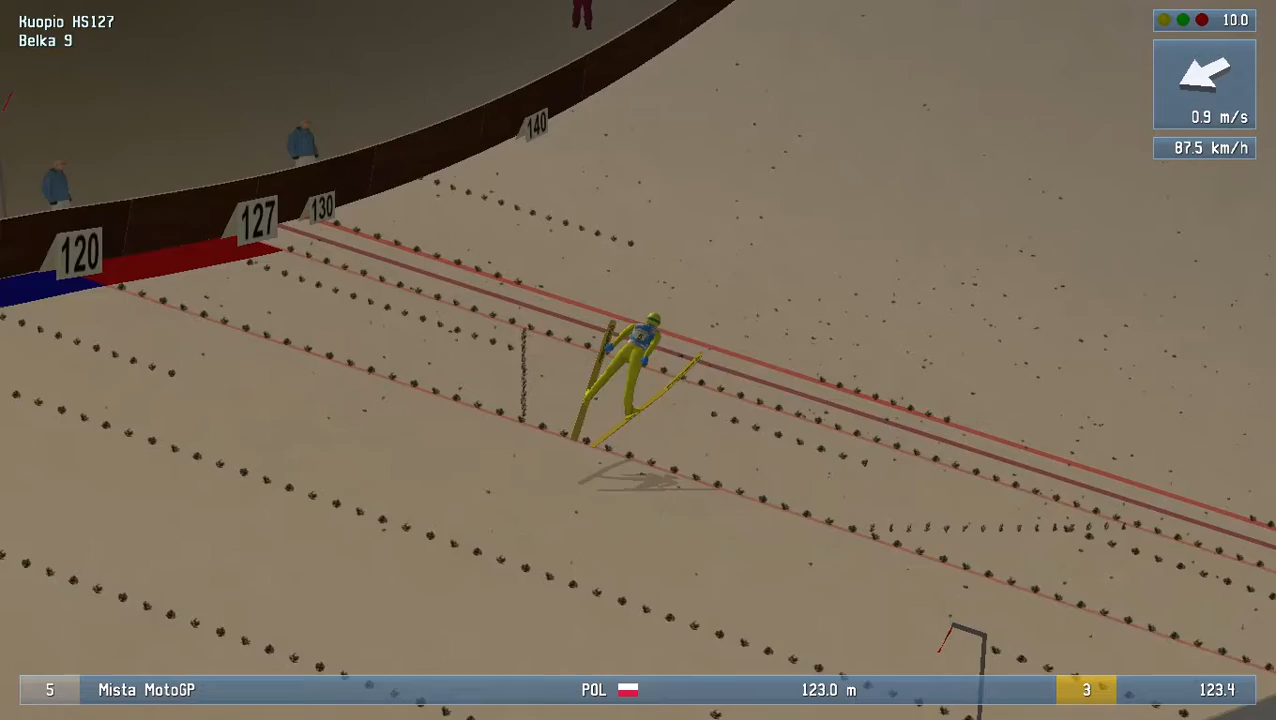 Kuopio HS127
Belka 9
10.0
0.9 m/s
87.5 km/h
140
130
127
120
5 Mista MotoGP POL 123.0 m 3 123.4